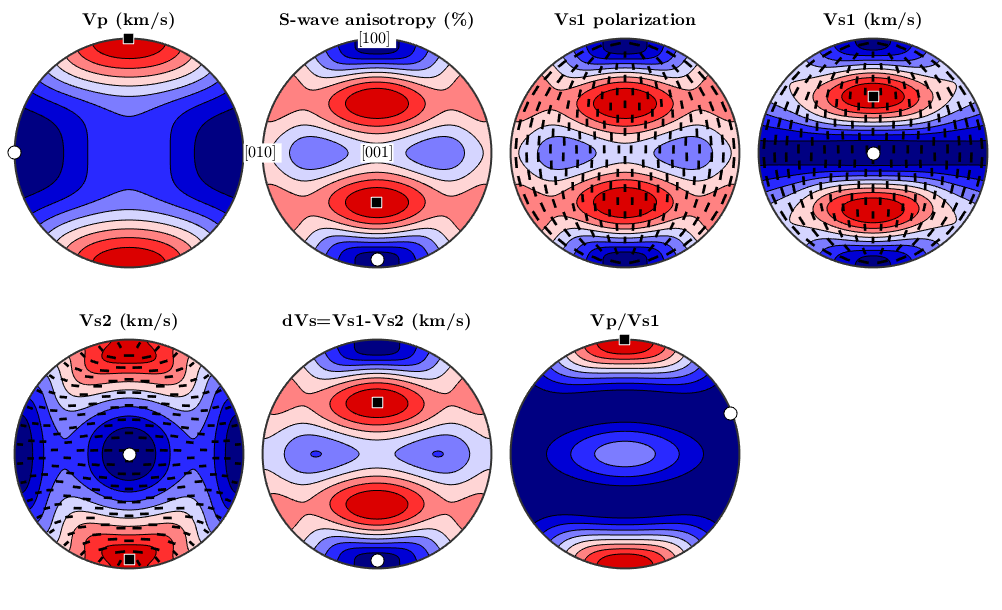 Vp (km/s)
S-wave anisotropy (%)
Vs1 polarization
Vs1 (km/s)
[100]
[010]
[001]
Vs2 (km/s)
dVs=Vs1-Vs2 (km/s)
Vp/Vs1